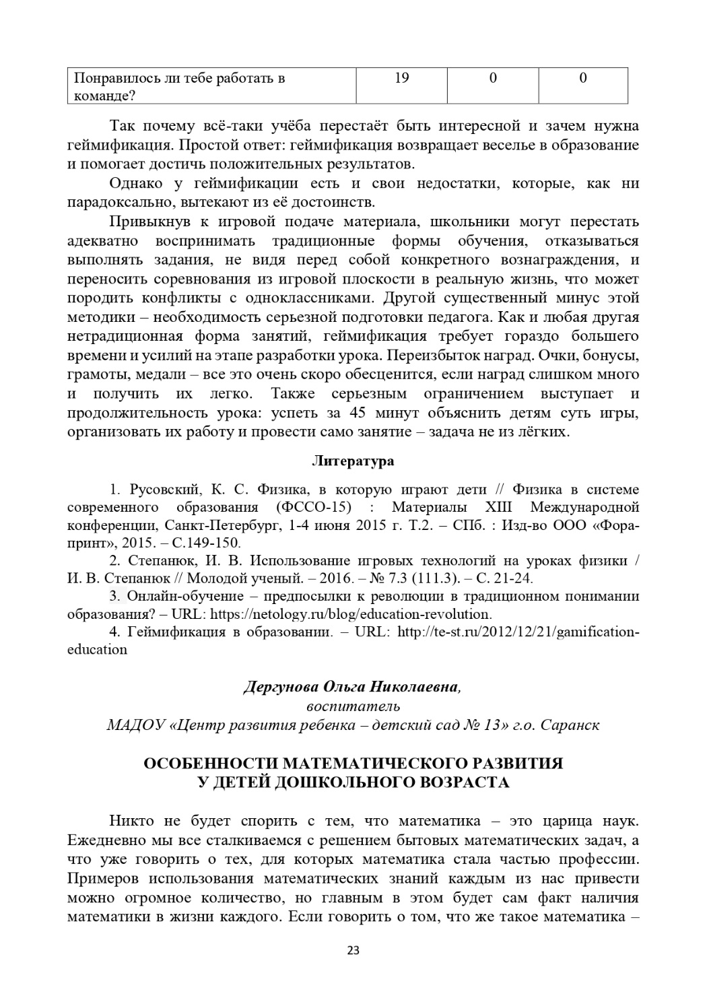 Понравилось ли тебе работать в
команде?
19
0
0
Так почему всё-таки учёба перестаёт быть интересной и зачем нужна
геймификация. Простой ответ: геймификация возвращает веселье в образование
и помогает достичь положительных результатов.
Однако у геймификации есть и свои недостатки, которые, как ни
парадоксально, вытекают из её достоинств.
Привыкнув к игровой подаче материала, школьники могут перестать
адекватно воспринимать традиционные формы обучения, отказываться
выполнять задания, не видя перед собой конкретного вознаграждения, и
переносить соревнования из игровой плоскости в реальную жизнь, что может
породить конфликты с одноклассниками. Другой существенный минус этой
методики – необходимость серьезной подготовки педагога. Как и любая другая
нетрадиционная форма занятий, геймификация требует гораздо большего
времени и усилий на этапе разработки урока. Переизбыток наград. Очки, бонусы,
грамоты, медали – все это очень скоро обесценится, если наград слишком много
и получить их легко. Также серьезным ограничением выступает и
продолжительность урока: успеть за 45 минут объяснить детям суть игры,
организовать их работу и провести само занятие – задача не из лёгких.
Литература
1. Русовский, К. С. Физика, в которую играют дети // Физика в системе
современного образования (ФССО-15) : Материалы XIII Международной
конференции, Санкт-Петербург, 1-4 июня 2015 г. Т.2. – СПб. : Изд-во ООО «Фора-
принт», 2015. – С.149-150.
2. Степанюк, И. В. Использование игровых технологий на уроках физики /
И. В. Степанюк // Молодой ученый. – 2016. – № 7.3 (111.3). – С. 21-24.
3. Онлайн-обучение – предпосылки к революции в традиционном понимании
образования? – URL: https://netology.ru/blog/education-revolution.
4. Геймификация в образовании. – URL: http://te-st.ru/2012/12/21/gamification-
education
Дергунова Ольга Николаевна,
воспитатель
МАДОУ «Центр развития ребенка – детский сад № 13» г.о. Саранск
ОСОБЕННОСТИ МАТЕМАТИЧЕСКОГО РАЗВИТИЯ
У ДЕТЕЙ ДОШКОЛЬНОГО ВОЗРАСТА
Никто не будет спорить с тем, что математика – это царица наук.
Ежедневно мы все сталкиваемся с решением бытовых математических задач, а
что уже говорить о тех, для которых математика стала частью профессии.
Примеров использования математических знаний каждым из нас привести
можно огромное количество, но главным в этом будет сам факт наличия
математики в жизни каждого. Если говорить о том, что же такое математика –
23